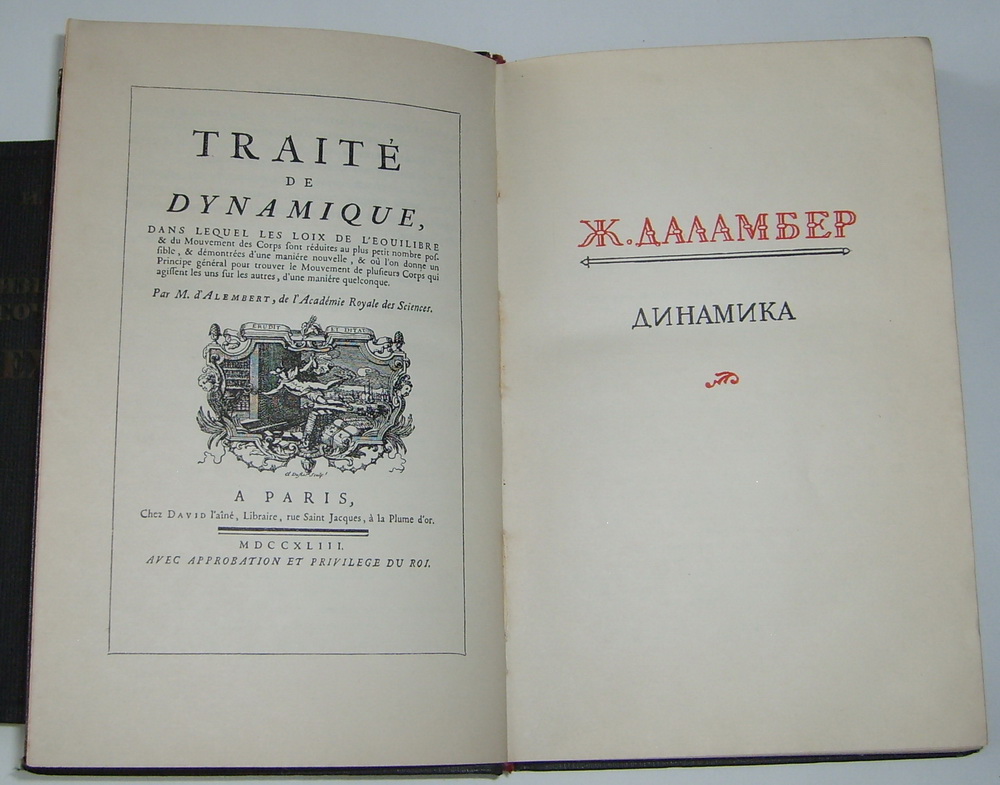 TRAITÉ
DE
DYNAMIQUE,
DANS LEQUEL LES LOIX DE L'EQUILIBRE
& du Mouvement des Corps sont réduites au plus petit nombre pos-
sible, & démontrées d'une maniére nouvelle, & où l'on donne un
Principe général pour trouver le Mouvement de plusieurs Corps qui
agissent les uns sur les autres, d'une maniére quelconque.
Par M. d'ALEMBERT, de l'Académie Royale des Sciences.
ERUDIT ET DITAT
A PARIS,
Chez DAVID l'aîné, Libraire, rue Saint Jacques, à la Plume d'or.
MDCCXLIII.
AVEC APPROBATION ET PRIVILEGE DU ROI.
Ж. ДАЛАМБЕР
ДИНАМИКА